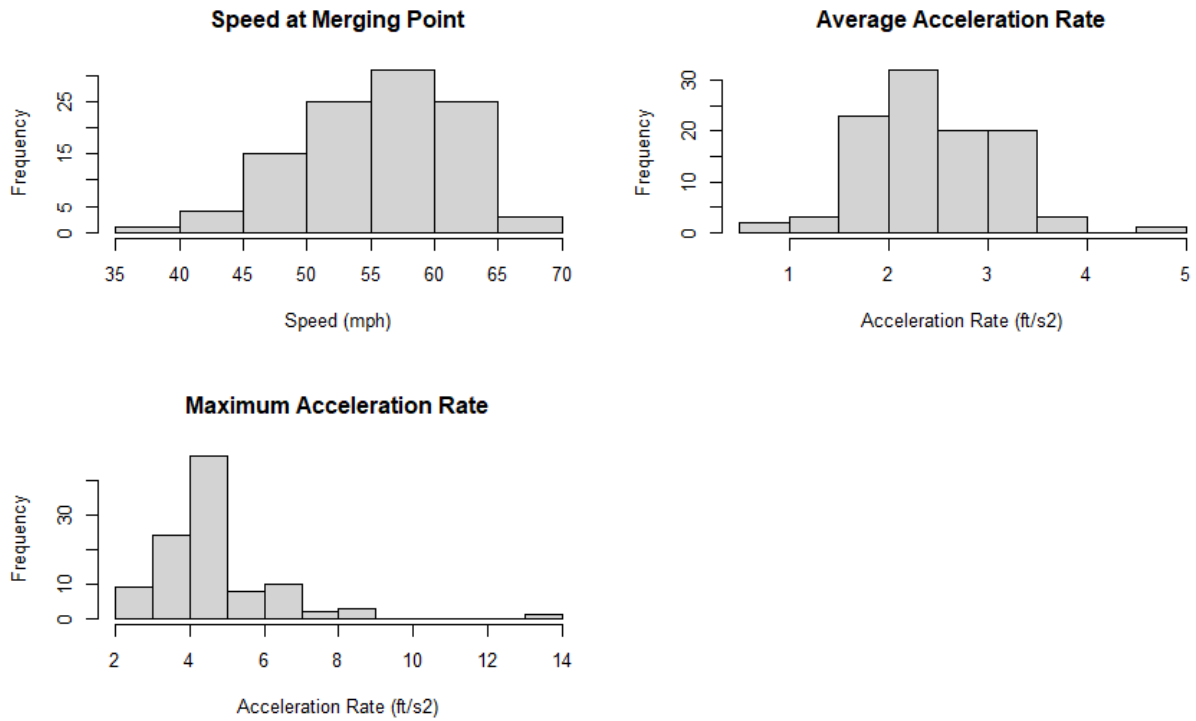 Speed at Merging Point
Frequency
5 15 25
0
35 40 45 50 55 60 65 70
Speed (mph)
Average Acceleration Rate
Frequency
0 10 20 30
1 2 3 4 5
Acceleration Rate (ft/s2)
Maximum Acceleration Rate
Frequency
0 10 30
2 4 6 8 10 12 14
Acceleration Rate (ft/s2)